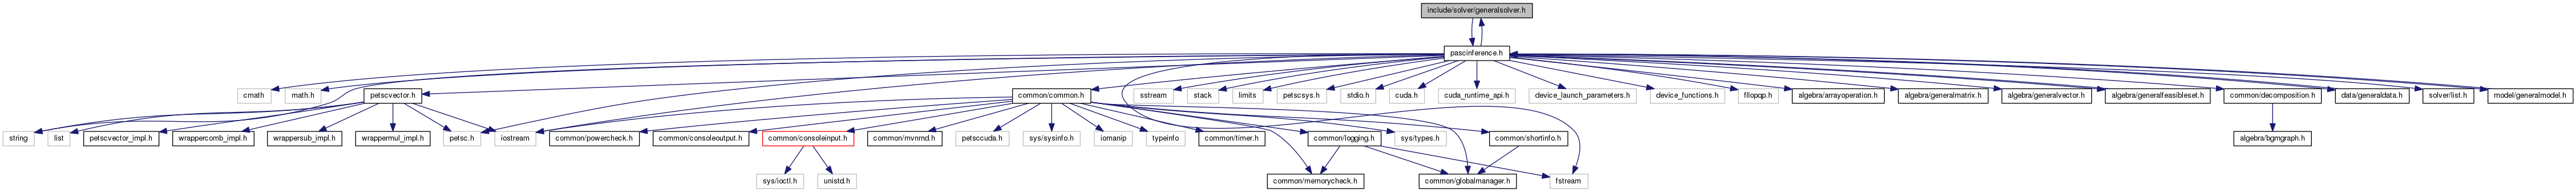 include/solver/generalsolver.h
pascinference.h
cmath
math.h
petscvector.h
common/common.h
sstream
stack
limits
petscsys.h
stdio.h
cuda.h
cuda_runtime_api.h
device_launch_parameters.h
device_functions.h
fllopqp.h
algebra/arrayoperation.h
algebra/generalmatrix.h
algebra/generalvector.h
algebra/generalfeasibleset.h
common/decomposition.h
data/generaldata.h
solver/list.h
model/generalmodel.h
string
list
petscvector_impl.h
wrappercomb_impl.h
wrappersub_impl.h
wrappermul_impl.h
petsc.h
iostream
common/powercheck.h
common/consoleoutput.h
common/consoleinput.h
common/mvnrnd.h
petsccuda.h
sys/sysinfo.h
iomanip
typeinfo
common/timer.h
common/logging.h
sys/types.h
common/shortinfo.h
algebra/bgmgraph.h
sys/ioctl.h
unistd.h
common/memorycheck.h
common/globalmanager.h
fstream